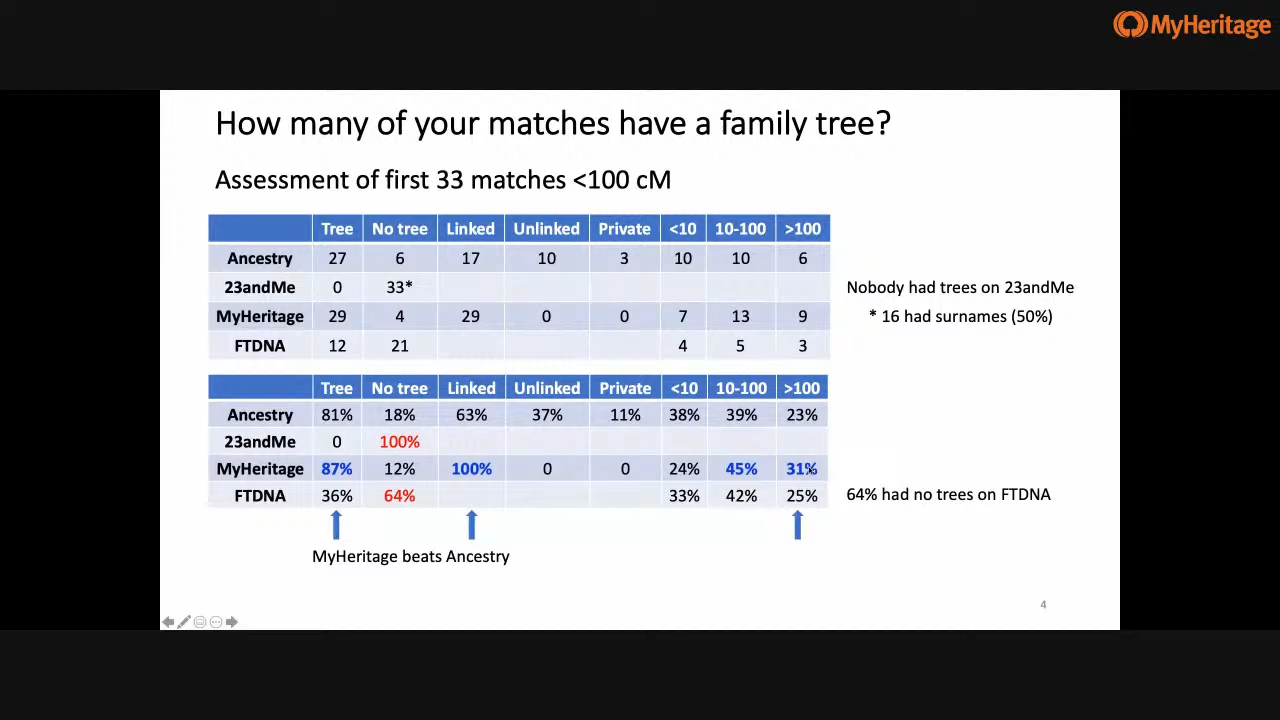 MyHeritage
How many of your matches have a family tree?
Assessment of first 33 matches <100 cM
Tree No tree Linked Unlinked Private <10 10-100 >100
Ancestry 27 6 17 10 3 10 10 6
23andMe 0 33* Nobody had trees on 23andMe
MyHeritage 29 4 29 0 0 7 13 9 * 16 had surnames (50%)
FTDNA 12 21 4 5 3
Tree No tree Linked Unlinked Private <10 10-100 >100
Ancestry 81% 18% 63% 37% 11% 38% 39% 23%
23andMe 0 100%
MyHeritage 87% 12% 100% 0 0 24% 45% 31%
FTDNA 36% 64% 33% 42% 25% 64% had no trees on FTDNA
MyHeritage beats Ancestry
4